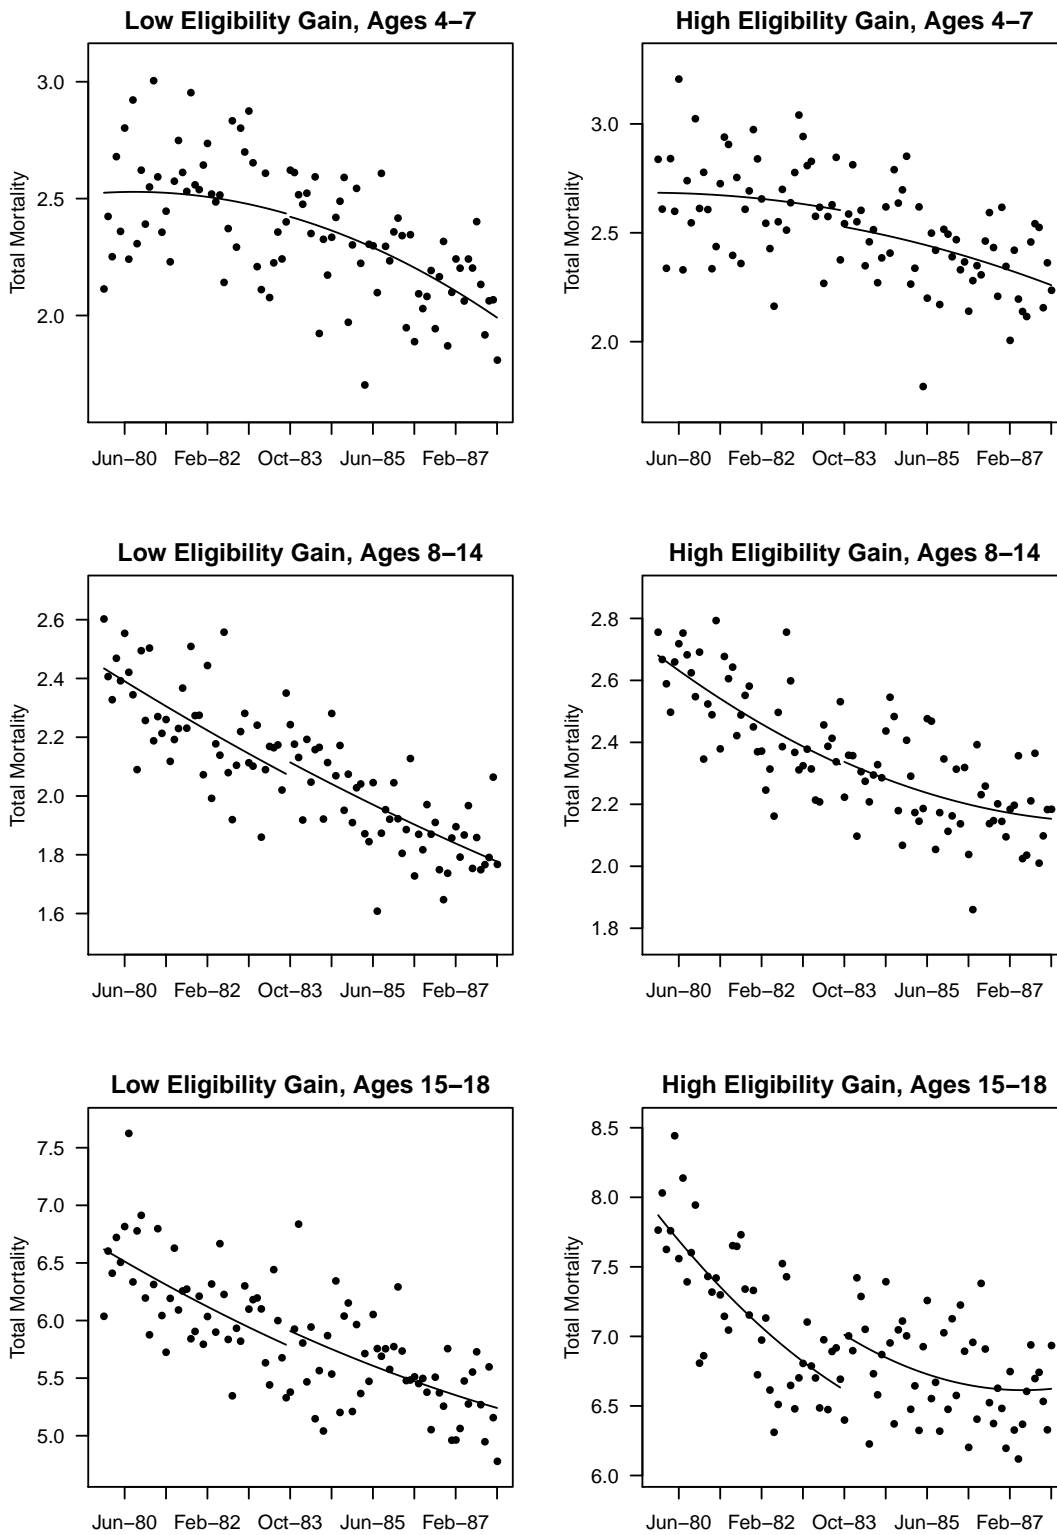 Low Eligibility Gain, Ages 4−7
Total Mortality
3.0
2.5
2.0
Jun−80 Feb−82 Oct−83 Jun−85 Feb−87
High Eligibility Gain, Ages 4−7
Total Mortality
3.0
2.5
2.0
Jun−80 Feb−82 Oct−83 Jun−85 Feb−87
Low Eligibility Gain, Ages 8−14
Total Mortality
2.6
2.4
2.2
2.0
1.8
1.6
Jun−80 Feb−82 Oct−83 Jun−85 Feb−87
High Eligibility Gain, Ages 8−14
Total Mortality
2.8
2.6
2.4
2.2
2.0
1.8
Jun−80 Feb−82 Oct−83 Jun−85 Feb−87
Low Eligibility Gain, Ages 15−18
Total Mortality
7.5
7.0
6.5
6.0
5.5
5.0
Jun−80 Feb−82 Oct−83 Jun−85 Feb−87
High Eligibility Gain, Ages 15−18
Total Mortality
8.5
8.0
7.5
7.0
6.5
6.0
Jun−80 Feb−82 Oct−83 Jun−85 Feb−87